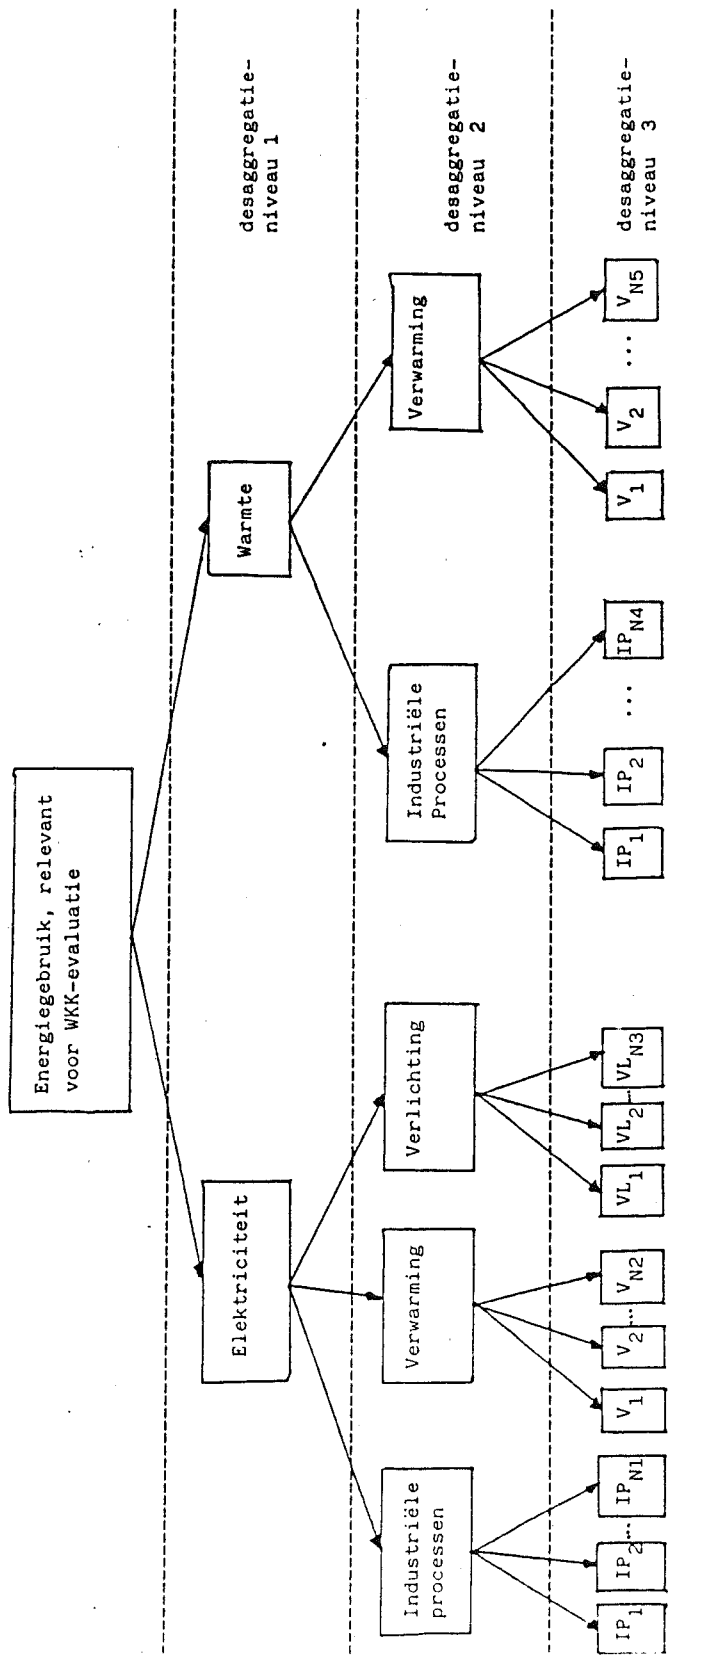 Energiegebruik, relevant
voor WKK-evaluatie
Elektriciteit
Warmte
desaggregatie-
niveau 1
Industriële
processen
Verwarming
Verlichting
Industriële
Processen
Verwarming
desaggregatie-
niveau 2
IP1
IP2
...
IPN1
V1
V2
...
VN2
VL1
VL2
...
VLN3
IP1
IP2
...
IPN4
V1
V2
...
VN5
desaggregatie-
niveau 3